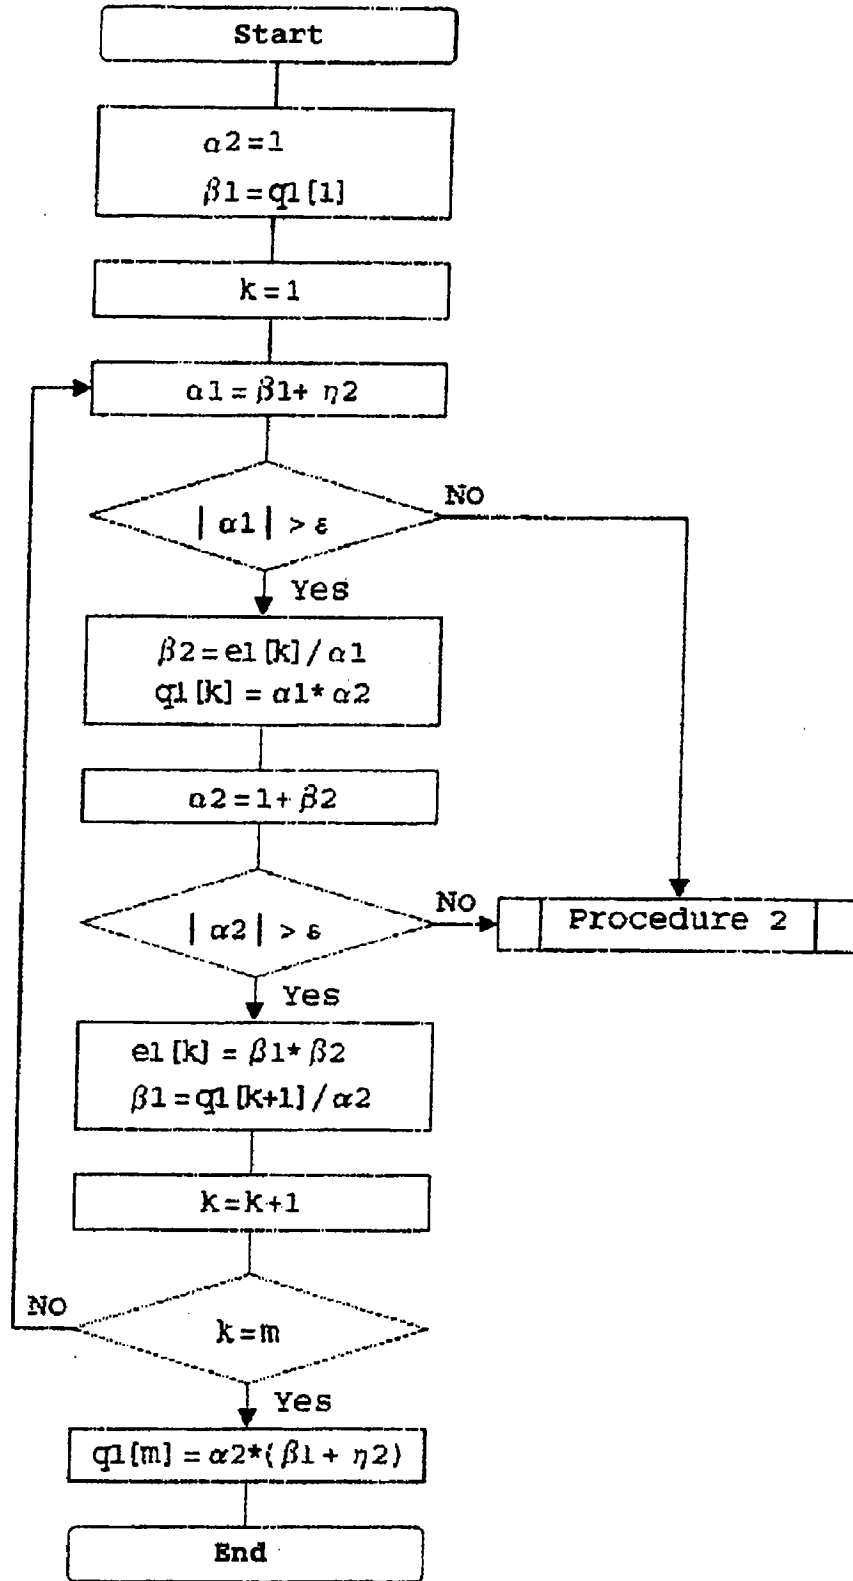 Start
α2=1
β1=q1[1]
k=1
α1=β1+ η2
NO
| α1 | > ε
Yes
β2=e1[k]/α1
q1[k]=α1*α2
α2=1+β2
NO
| α2 | > ε
Procedure 2
Yes
e1[k]=β1*β2
β1=q1[k+1]/α2
k=k+1
NO
k=m
Yes
q1[m]=α2*(β1+ η2)
End